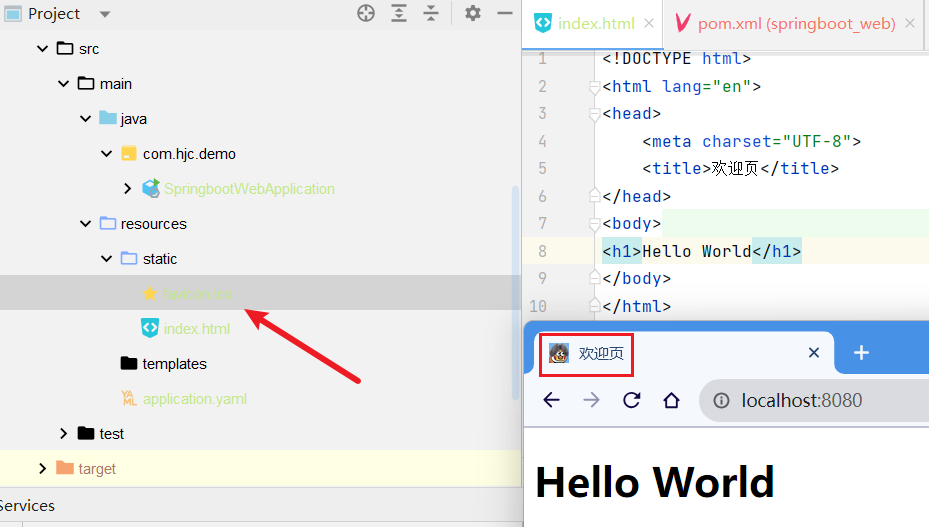 Project
src
main
java
com.hjc.demo
SpringbootWebApplication
resources
static
favicon.ico
index.html
templates
YA
ML
application.yaml
test
target
Services
index.html
pom.xml (springboot_web)
1 <!DOCTYPE html>
2 <html lang="en">
3 <head>
4 <meta charset="UTF-8">
5 <title>欢迎页</title>
6 </head>
7 <body>
8 <h1>Hello World</h1>
9 </body>
10 </html>
欢迎页
localhost:8080
Hello World